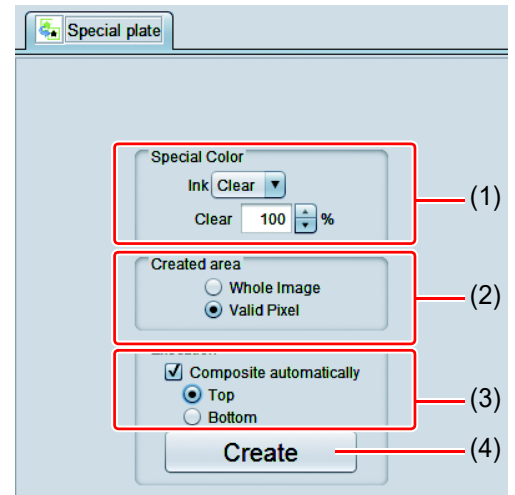 Special plate
Special Color
Ink Clear
(1)
Clear 100 %
Created area
Whole Image
(2)
Valid Pixel
Composite automatically
Top
(3)
Bottom
Create
(4)